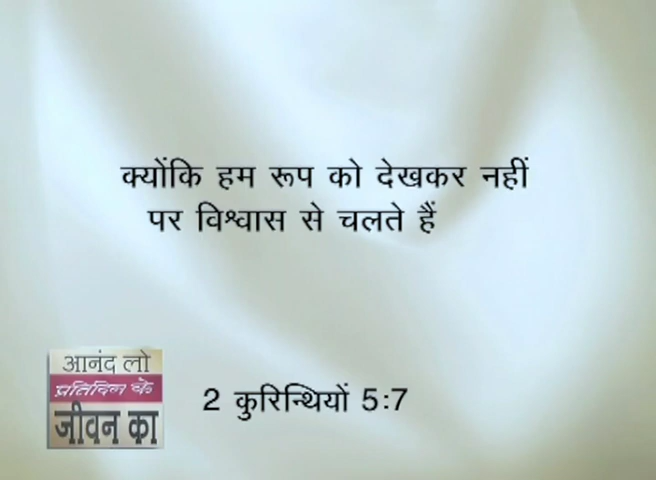 क्योंकि हम रूप को देखकर नहीं
पर विश्वास से चलते हैं
आनंद लो
प्रतिदिन के
जीवन का
2 कुरिन्थियों 5:7